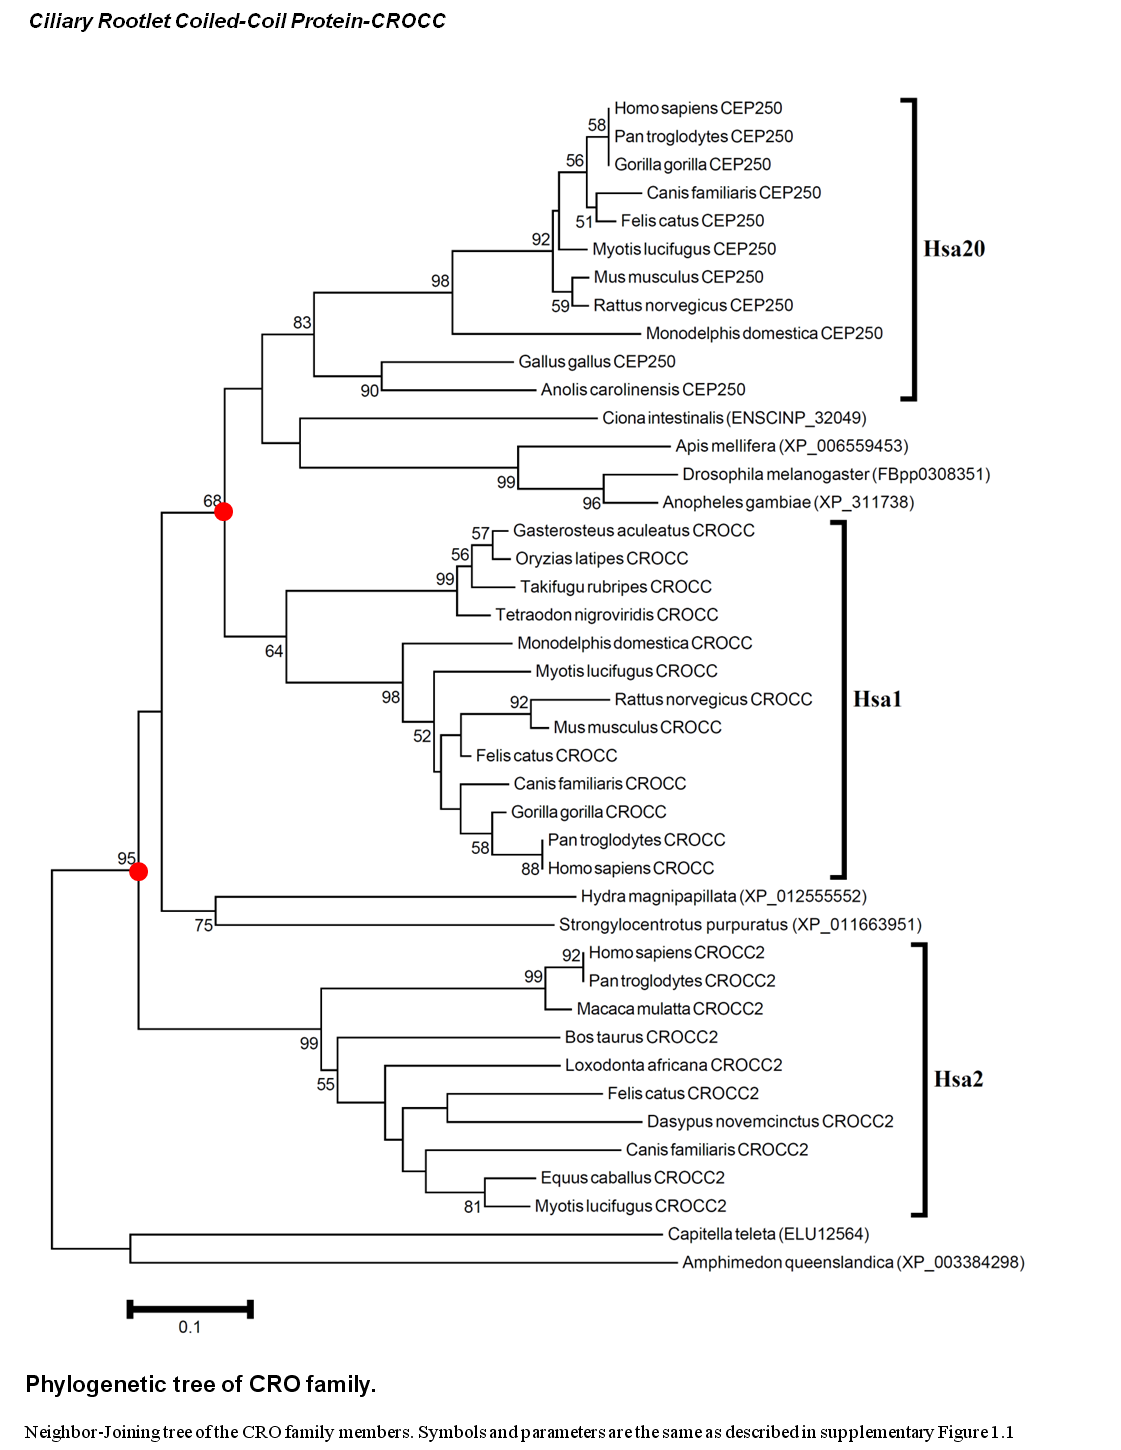 Ciliary Rootlet Coiled-Coil Protein-CROCC
Homo sapiens CEP250
58
Pan troglodytes CEP250
56
Gorilla gorilla CEP250
Canis familiaris CEP250
51
Felis catus CEP250
92
Myotis lucifugus CEP250
Hsa20
98
Mus musculus CEP250
59
Rattus norvegicus CEP250
83
Monodelphis domestica CEP250
Gallus gallus CEP250
90
Anolis carolinensis CEP250
Ciona intestinalis (ENSCINP_32049)
Apis mellifera (XP_006559453)
99
Drosophila melanogaster (FBpp0308351)
96
Anopheles gambiae (XP_311738)
68
57
Gasterosteus aculeatus CROCC
56
Oryzias latipes CROCC
99
Takifugu rubripes CROCC
Tetraodon nigroviridis CROCC
64
Monodelphis domestica CROCC
98
Myotis lucifugus CROCC
92
Rattus norvegicus CROCC
Hsa1
52
Mus musculus CROCC
Felis catus CROCC
Canis familiaris CROCC
Gorilla gorilla CROCC
58
Pan troglodytes CROCC
88
Homo sapiens CROCC
95
Hydra magnipapillata (XP_012555552)
75
Strongylocentrotus purpuratus (XP_011663951)
92
Homo sapiens CROCC2
99
Pan troglodytes CROCC2
Macaca mulatta CROCC2
99
Bos taurus CROCC2
55
Loxodonta africana CROCC2
Hsa2
Felis catus CROCC2
Dasypus novemcinctus CROCC2
Canis familiaris CROCC2
Equus caballus CROCC2
81
Myotis lucifugus CROCC2
Capitella teleta (ELU12564)
Amphimedon queenslandica (XP_003384298)
0.1
Phylogenetic tree of CRO family.
Neighbor-Joining tree of the CRO family members. Symbols and parameters are the same as described in supplementary Figure 1.1